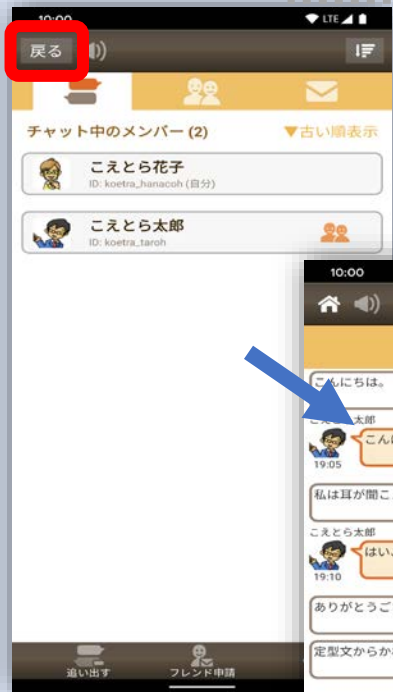 10:00
LTE
戻る
チャット中のメンバー (2)
▼古い順表示
こえとら花子
ID: koetra_hanacoh (自分)
こえとら太郎
ID: koetra_taroh
追い出す
フレンド申請
10:00
こんにちは。
太郎
こん
19:05
私は耳が聞こ
こえとら太郎
はい、
19:10
ありがとうご
定型文からか